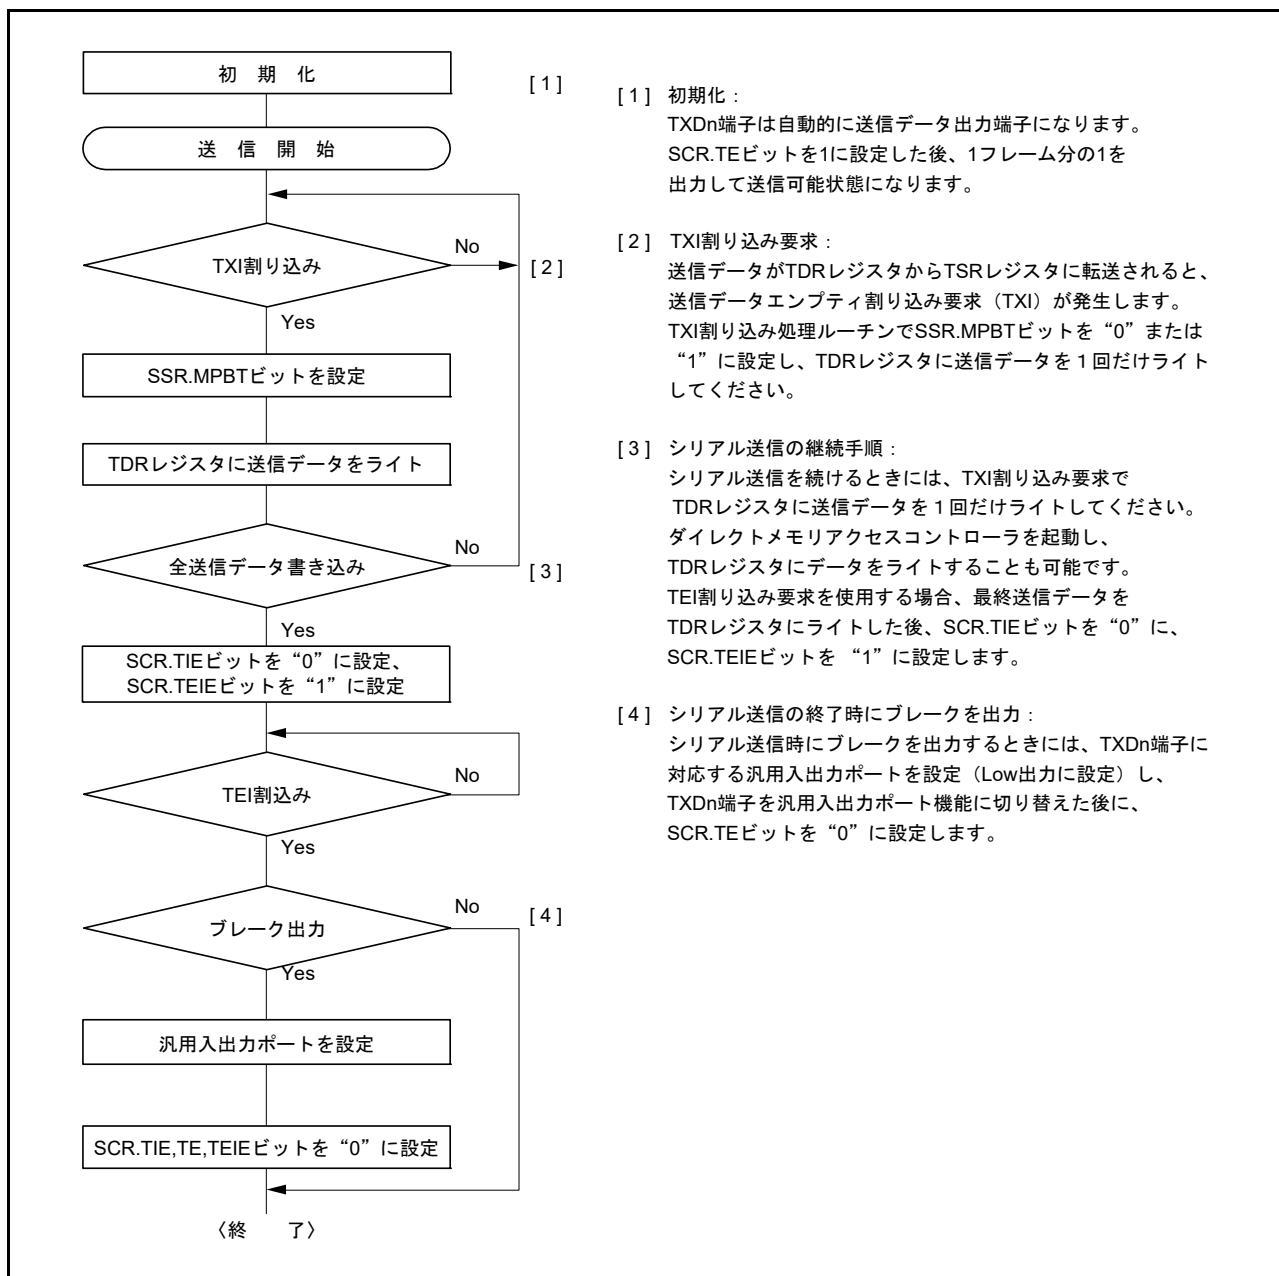 初 期 化
[ 1 ]
送 信 開 始
TXI割り込み
No
[ 2 ]
Yes
SSR.MPBTビットを設定
TDRレジスタに送信データをライト
全送信データ書き込み
No
[ 3 ]
Yes
SCR.TIEビットを“0”に設定、
SCR.TEIEビットを“1”に設定
TEI割込み
No
Yes
ブレーク出力
No
[ 4 ]
Yes
汎用入出力ポートを設定
SCR.TIE,TE,TEIEビットを“0”に設定
〈終 了〉
[ 1 ] 初期化：
TXDn端子は自動的に送信データ出力端子になります。
SCR.TEビットを1に設定した後、1フレーム分の1を
出力して送信可能状態になります。
[ 2 ] TXI割り込み要求：
送信データがTDRレジスタからTSRレジスタに転送されると、
送信データエンプティ割り込み要求（TXI）が発生します。
TXI割り込み処理ルーチンでSSR.MPBTビットを“0”または
“1”に設定し、TDRレジスタに送信データを１回だけライト
してください。
[ 3 ] シリアル送信の継続手順：
シリアル送信を続けるときには、TXI割り込み要求で
TDRレジスタに送信データを１回だけライトしてください。
ダイレクトメモリアクセスコントローラを起動し、
TDRレジスタにデータをライトすることも可能です。
TEI割り込み要求を使用する場合、最終送信データを
TDRレジスタにライトした後、SCR.TIEビットを“0”に、
SCR.TEIEビットを “1”に設定します。
[ 4 ] シリアル送信の終了時にブレークを出力：
シリアル送信時にブレークを出力するときには、TXDn端子に
対応する汎用入出力ポートを設定（Low出力に設定）し、
TXDn端子を汎用入出力ポート機能に切り替えた後に、
SCR.TEビットを“0”に設定します。